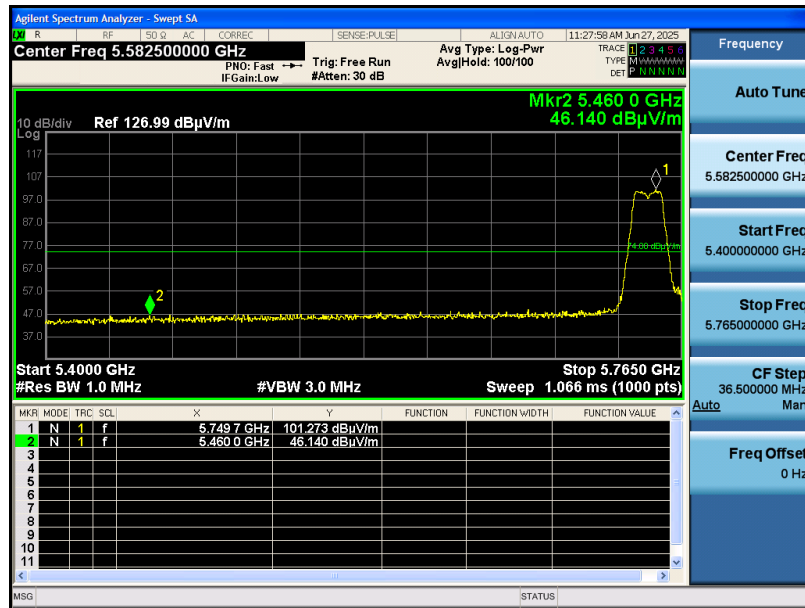 Agilent Spectrum Analyzer - Swept SA
LXI R RF 50 Ω AC CORREC SENSE:PULSE ALIGN AUTO 11:27:58 AM Jun 27, 2025
Center Freq 5.582500000 GHz
PNO: Fast
IFGain:Low
Trig: Free Run
#Atten: 30 dB
Avg Type: Log-Pwr
Avg|Hold: 100/100
TRACE 1 2 3 4 5 6
TYPE M
DET P N N N N N
Mkr2 5.460 0 GHz
46.140 dBµV/m
10 dB/div Ref 126.99 dBµV/m
Log
117
107
97.0
87.0
77.0
67.0
57.0
47.0
37.0
1
2
74.00 dBµV/m
Start 5.4000 GHz Stop 5.7650 GHz
#Res BW 1.0 MHz #VBW 3.0 MHz Sweep 1.066 ms (1000 pts)
MKR MODE TRC SCL X Y FUNCTION FUNCTION WIDTH FUNCTION VALUE
1 N 1 f 5.749 7 GHz 101.273 dBµV/m
2 N 1 f 5.460 0 GHz 46.140 dBµV/m
3
4
5
6
7
8
9
10
11
MSG STATUS
Frequency
Auto Tune
Center Freq
5.582500000 GHz
Start Freq
5.400000000 GHz
Stop Freq
5.765000000 GHz
CF Step
36.500000 MHz
Auto Man
Freq Offset
0 Hz